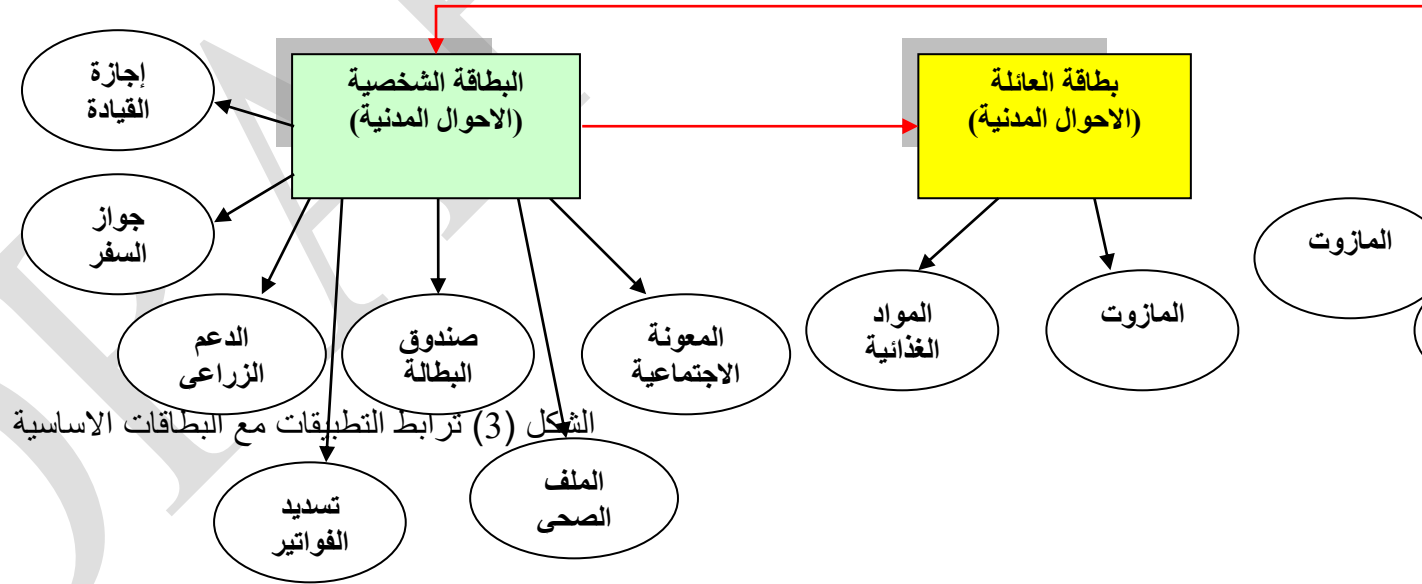 البطاقة الشخصية
(الاحوال المدنية)
بطاقة العائلة
(الاحوال المدنية)
إجازة
القيادة
جواز
السفر
الدعم
الزراعى
صندوق
البطالة
المعونة
الاجتماعية
المواد
الغذائية
المازوت
المازوت
الشكل (3) ترابط التطبيقات مع البطاقات الاساسية
تسديد
الفواتير
الملف
الصحى